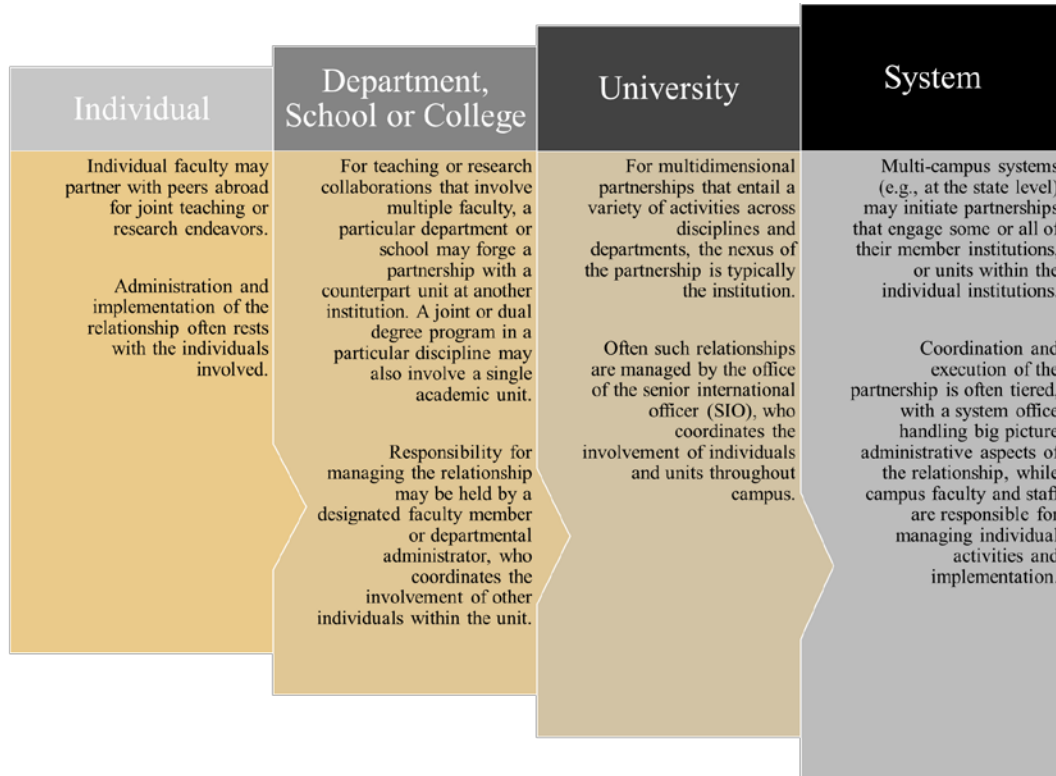 Individual
Individual faculty may
partner with peers abroad
for joint teaching or
research endeavors.
Administration and
implementation of the
relationship often rests
with the individuals
involved.
Department,
School or College
For teaching or research
collaborations that involve
multiple faculty, a
particular department or
school may forge a
partnership with a
counterpart unit at another
institution. A joint or dual
degree program in a
particular discipline may
also involve a single
academic unit.
Responsibility for
managing the relationship
may be held by a
designated faculty member
or departmental
administrator, who
coordinates the
involvement of other
individuals within the unit.
University
For multidimensional
partnerships that entail a
variety of activities across
disciplines and
departments, the nexus of
the partnership is typically
the institution.
Often such relationships
are managed by the office
of the senior international
officer (SIO), who
coordinates the
involvement of individuals
and units throughout
campus.
System
Multi-campus systems
(e.g., at the state level)
may initiate partnerships
that engage some or all of
their member institutions,
or units within the
individual institutions.
Coordination and
execution of the
partnership is often tiered,
with a system office
handling big picture
administrative aspects of
the relationship, while
campus faculty and staff
are responsible for
managing individual
activities and
implementation.